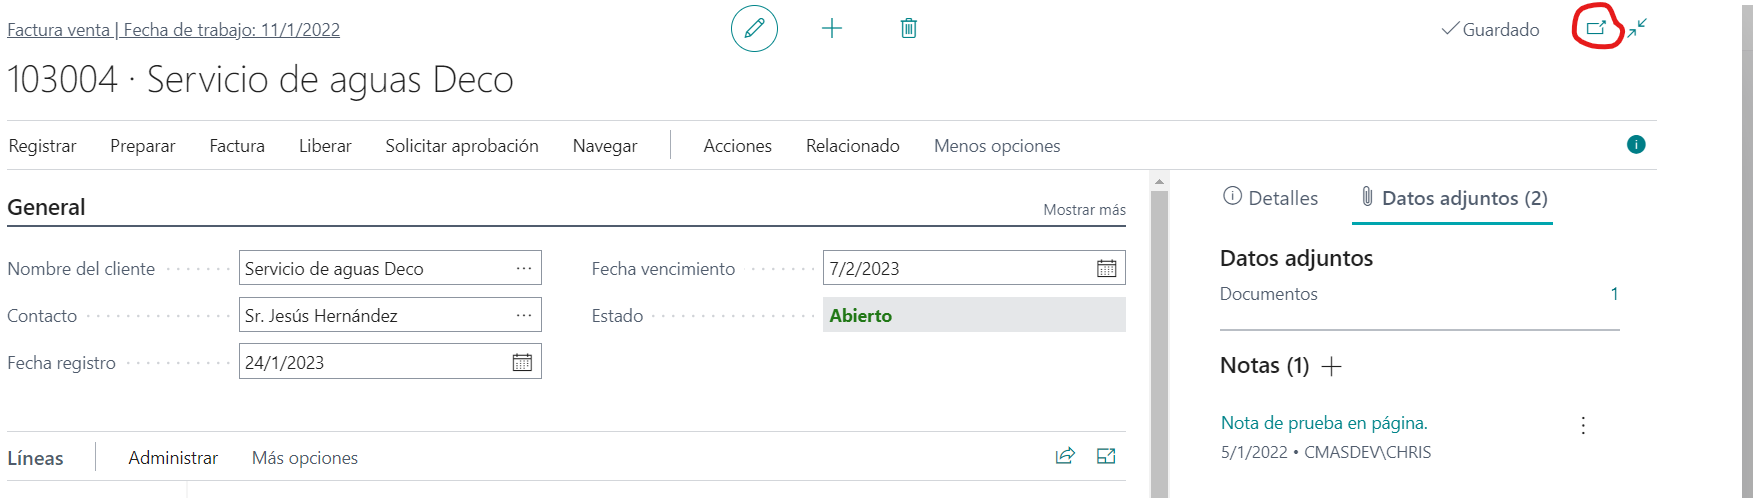 Factura venta | Fecha de trabajo: 11/1/2022
Guardado
103004 · Servicio de aguas Deco
Registrar Preparar Factura Liberar Solicitar aprobación Navegar Acciones Relacionado Menos opciones
General
Mostrar más
Nombre del cliente Servicio de aguas Deco
Fecha vencimiento 7/2/2023
Contacto Sr. Jesús Hernández
Estado Abierto
Fecha registro 24/1/2023
Líneas Administrar Más opciones
Detalles Datos adjuntos (2)
Datos adjuntos
Documentos 1
Notas (1)
Nota de prueba en página.
5/1/2022 • CMASDEV\CHRIS